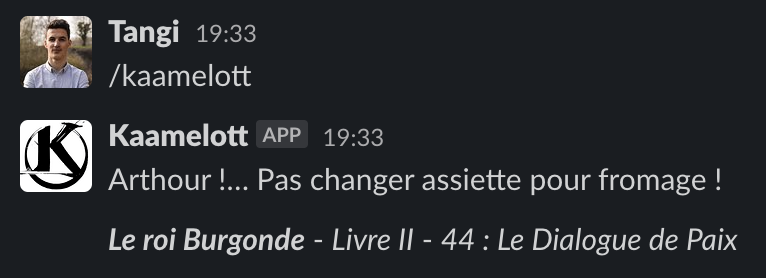 Tangi 19:33
/kaamelott
K
Kaamelott APP 19:33
Arthour !... Pas changer assiette pour fromage !
Le roi Burgonde - Livre II - 44 : Le Dialogue de Paix